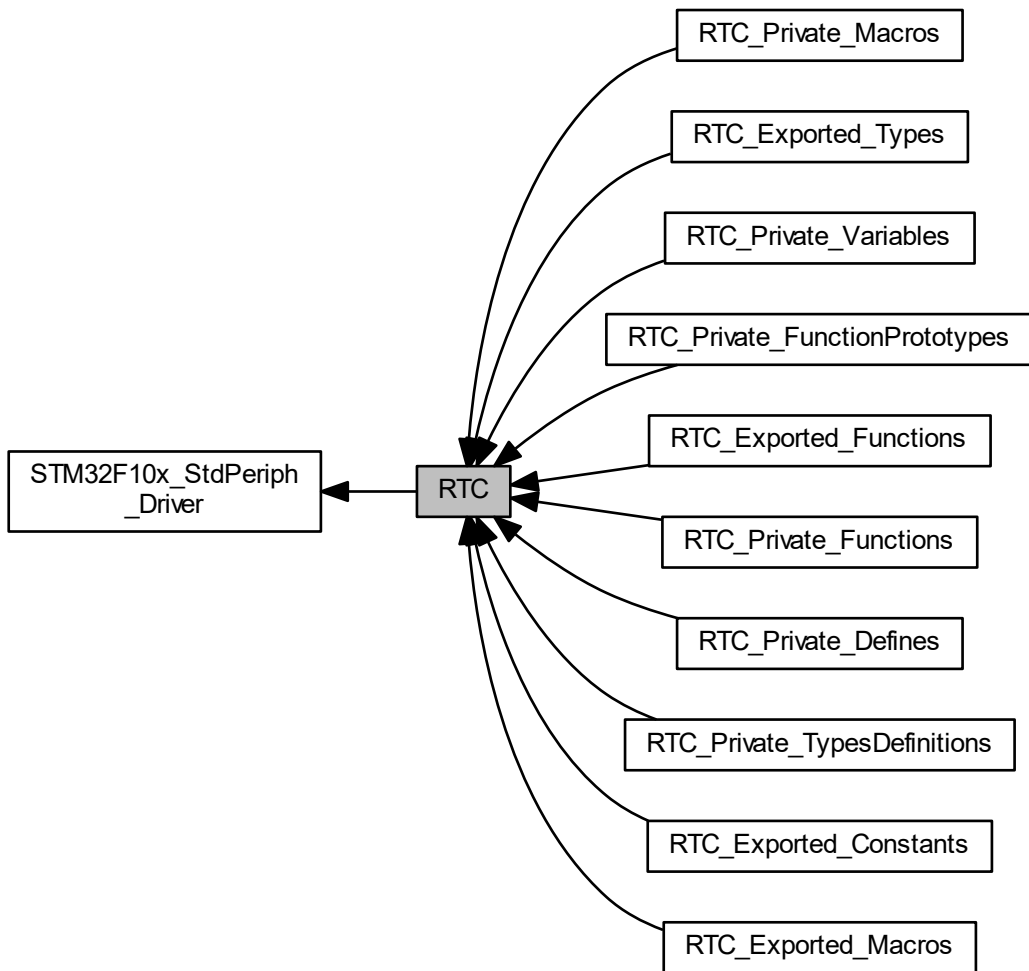 RTC_Private_Macros
RTC_Exported_Types
RTC_Private_Variables
RTC_Private_FunctionPrototypes
RTC_Exported_Functions
STM32F10x_StdPeriph
_Driver
RTC
RTC_Private_Functions
RTC_Private_Defines
RTC_Private_TypesDefinitions
RTC_Exported_Constants
RTC_Exported_Macros